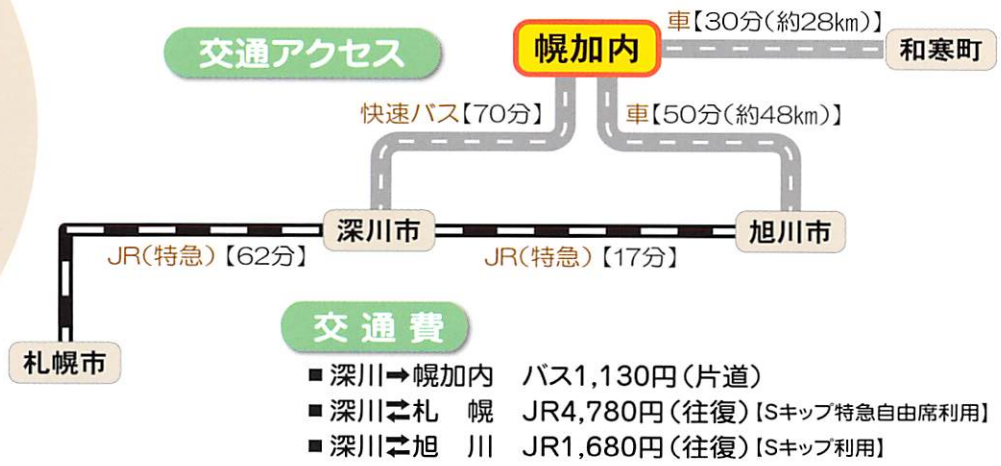 交通アクセス
幌加内
車【30分(約28km)】
和寒町
快速バス【70分】
車【50分(約48km)】
深川市
旭川市
JR(特急)【62分】
JR(特急)【17分】
札幌市
交通費
■深川➡幌加内 バス1,130円(片道)
■深川⇄札 幌 JR4,780円(往復)【Sキップ特急自由席利用】
■深川⇄旭 川 JR1,680円(往復)【Sキップ利用】